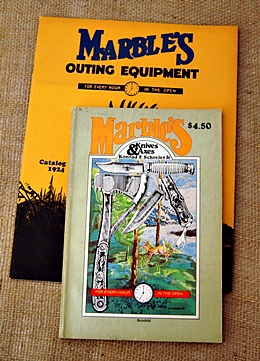 MARBLE'S
OUTING EQUIPMENT
FOR EVERY HOUR IN THE OPEN
Catalog
1924
Marble's
$4.50
Knives
& Axes
Konrad F. Schreier Jr.
FOR EVERY HOUR IN THE OPEN